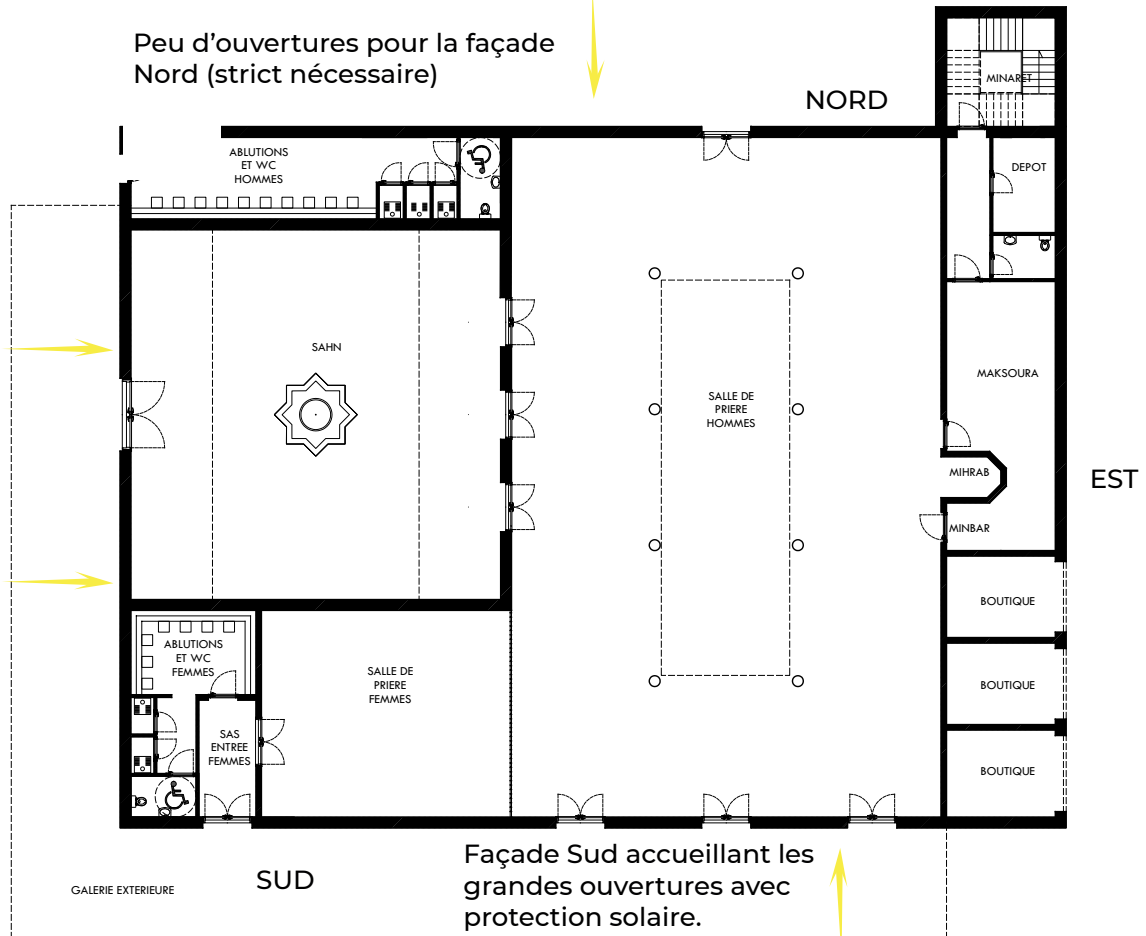 Peu d’ouvertures pour la façade
Nord (strict nécessaire)
NORD
MINARET
ABLUTIONS
ET WC
HOMMES
DEPOT
SAHN
MAKSOURA
SALLE DE
PRIERE
HOMMES
MIHRAB
EST
MINBAR
BOUTIQUE
ABLUTIONS
ET WC
FEMMES
SALLE DE
PRIERE
FEMMES
BOUTIQUE
SAS
ENTREE
FEMMES
BOUTIQUE
Façade Sud accueillant les
grandes ouvertures avec
protection solaire.
SUD
GALERIE EXTERIEURE